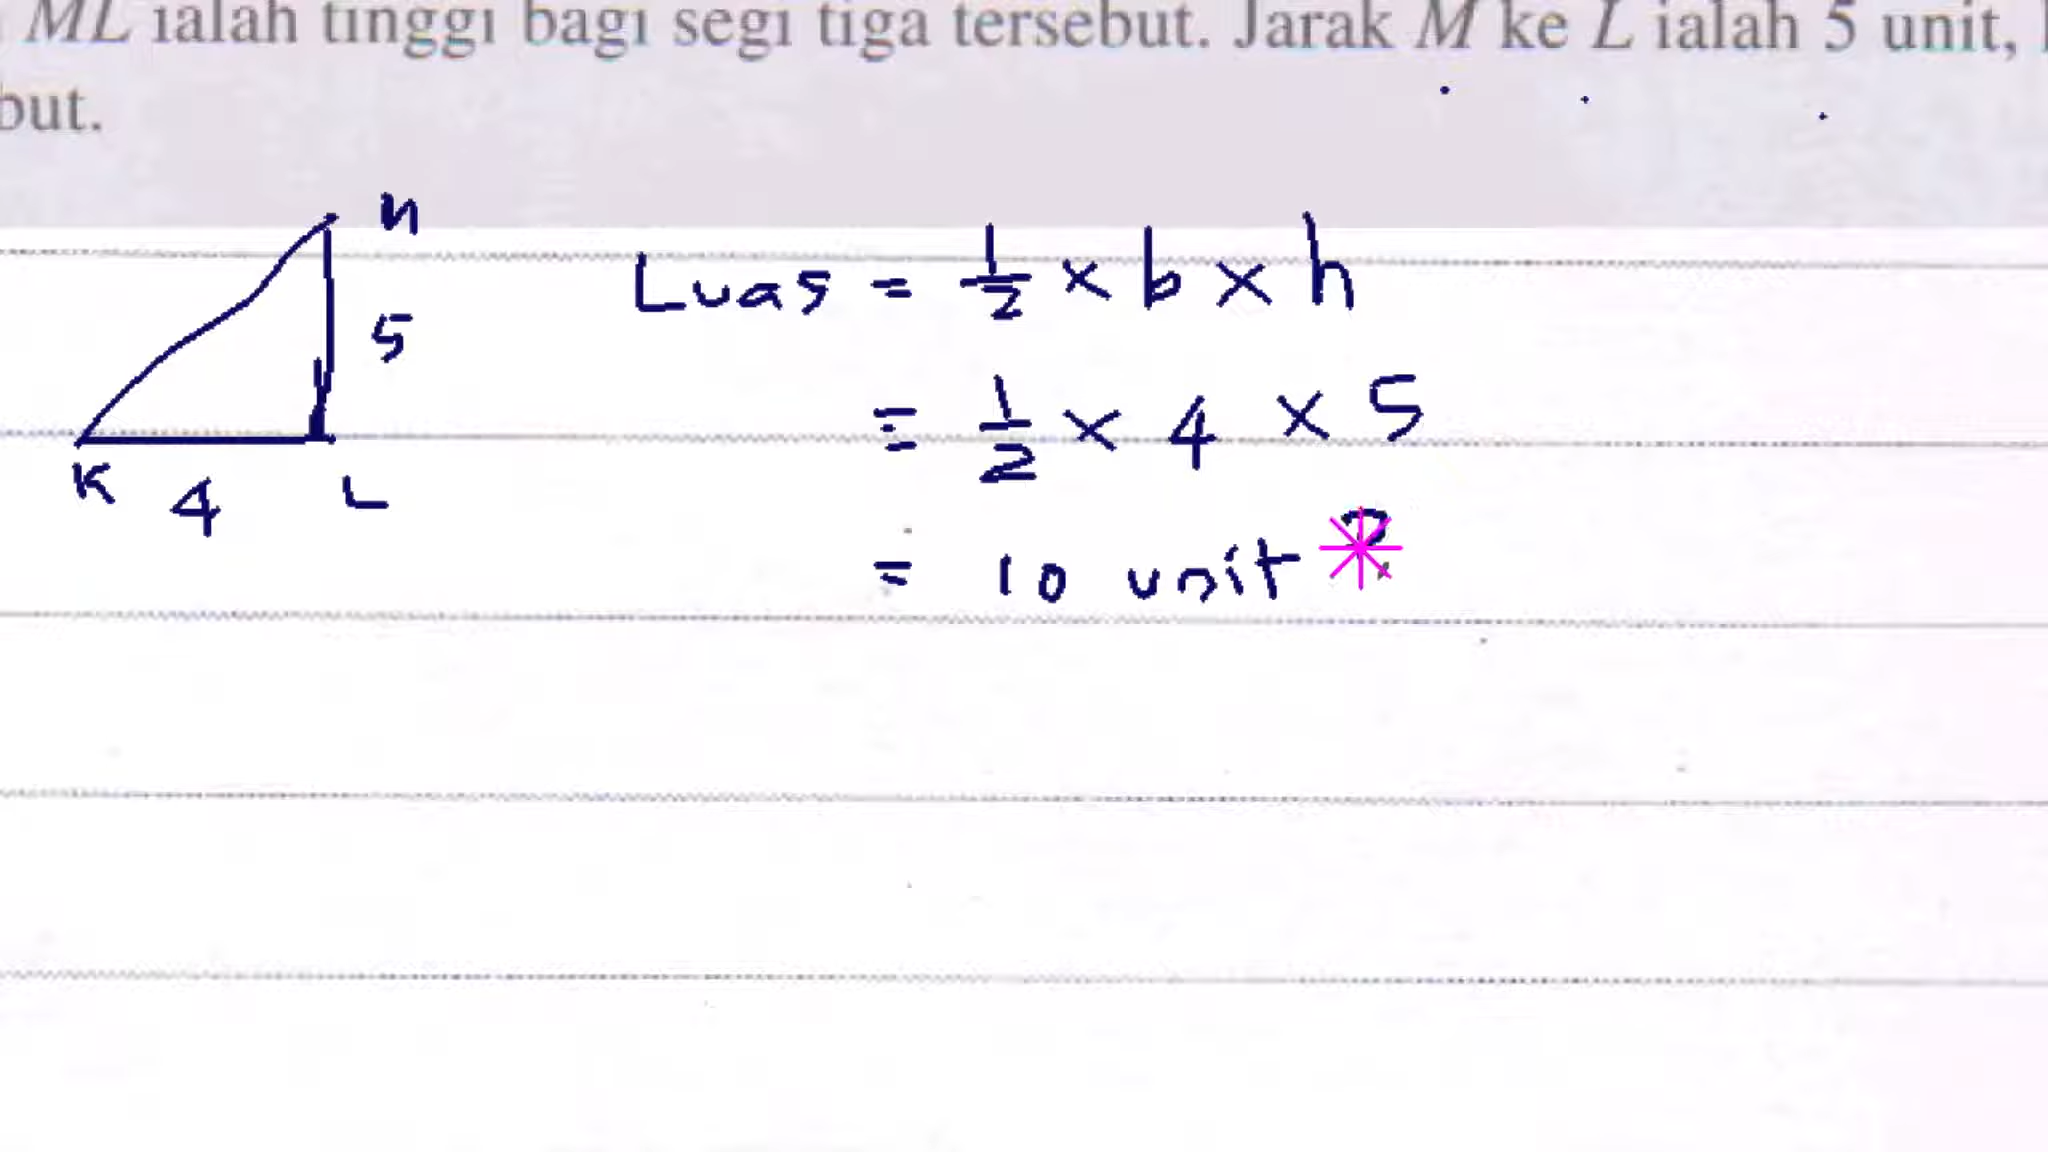 ML ialah tinggi bagi segi tiga tersebut. Jarak M ke L ialah 5 unit,
but.
M
Luas = 1/2 × b × h
5
= 1/2 × 4 × 5
K 4 L
= 10 unit